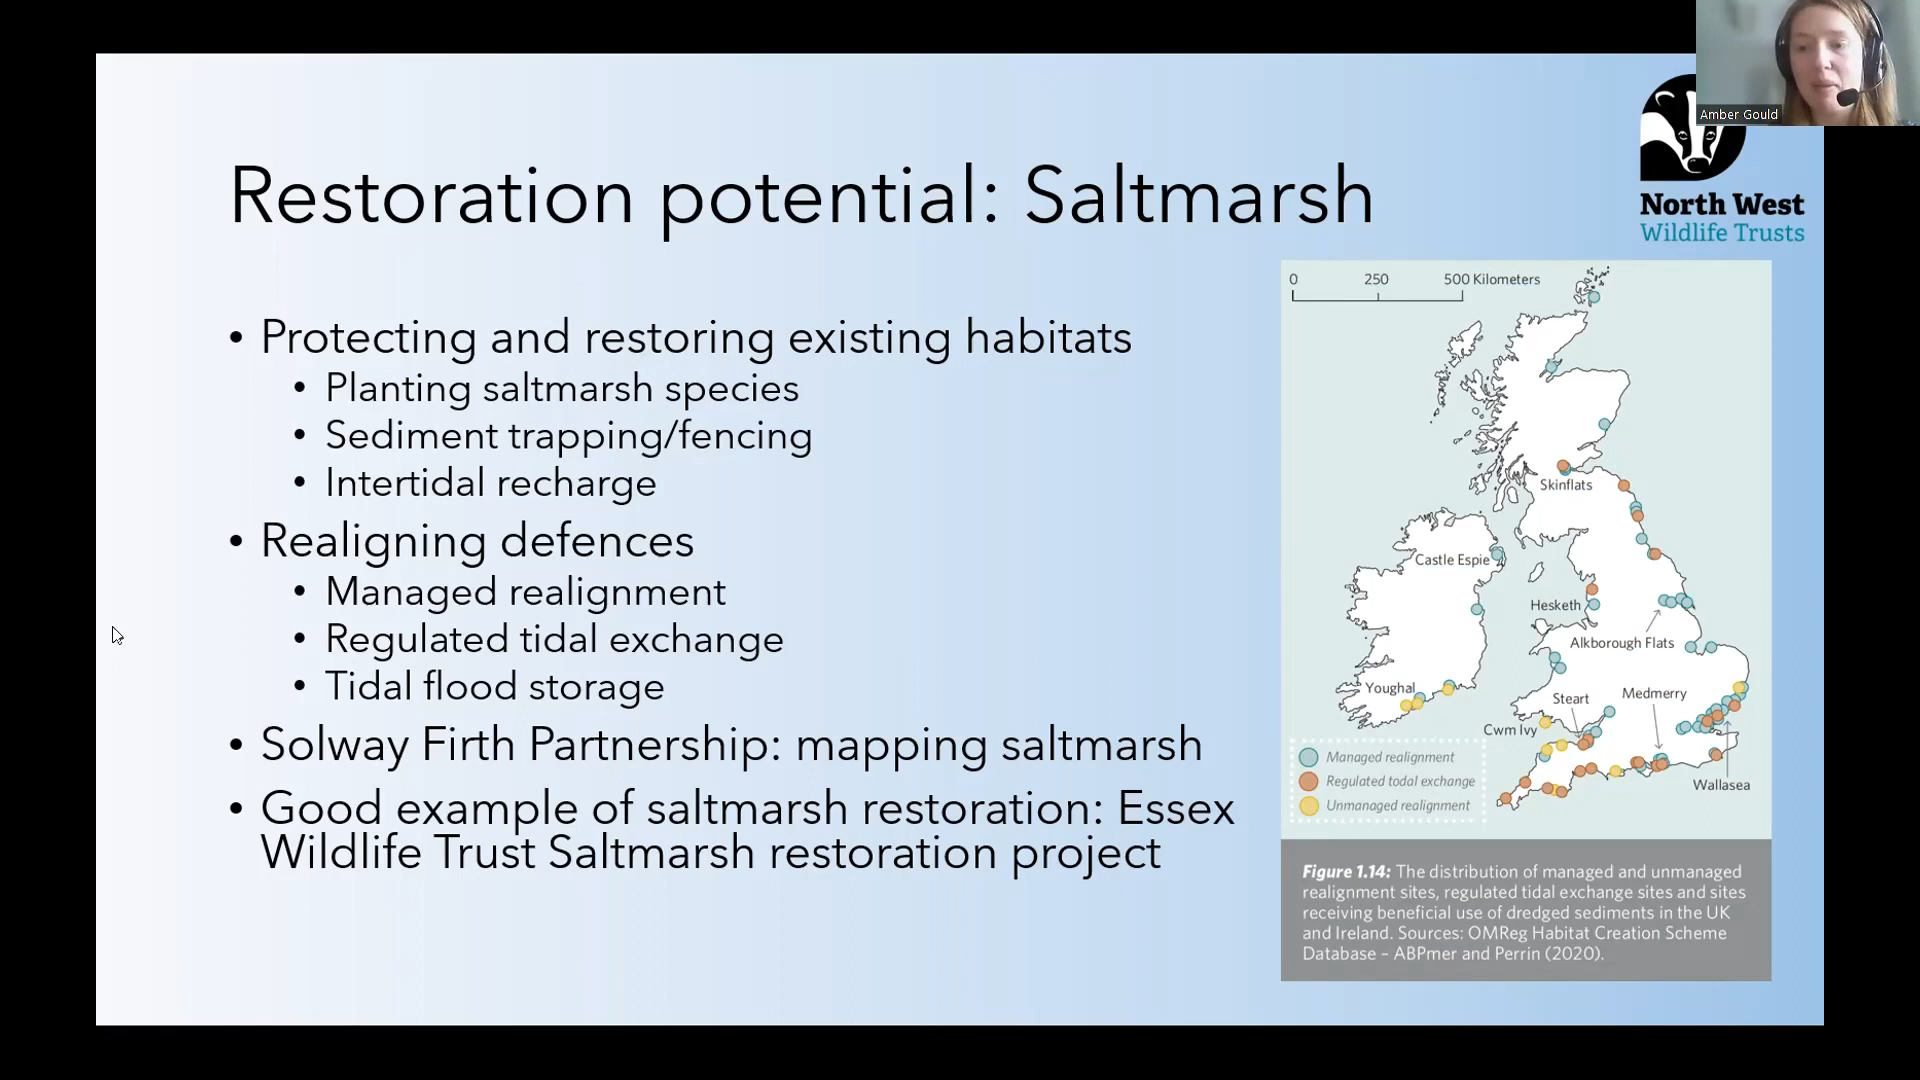 Amber Gould
North West
Wildlife Trusts
Restoration potential: Saltmarsh
• Protecting and restoring existing habitats
• Planting saltmarsh species
• Sediment trapping/fencing
• Intertidal recharge
• Realigning defences
• Managed realignment
• Regulated tidal exchange
• Tidal flood storage
• Solway Firth Partnership: mapping saltmarsh
• Good example of saltmarsh restoration: Essex
Wildlife Trust Saltmarsh restoration project
0 250 500 Kilometers
Skinflats
Castle Espie
Hesketh
Alkborough Flats
Youghal
Steart
Medmerry
Cwm Ivy
Wallasea
Managed realignment
Regulated todal exchange
Unmanaged realignment
Figure 1.14: The distribution of managed and unmanaged
realignment sites, regulated tidal exchange sites and sites
receiving beneficial use of dredged sediments in the UK
and Ireland. Sources: OMReg Habitat Creation Scheme
Database – ABPmer and Perrin (2020).